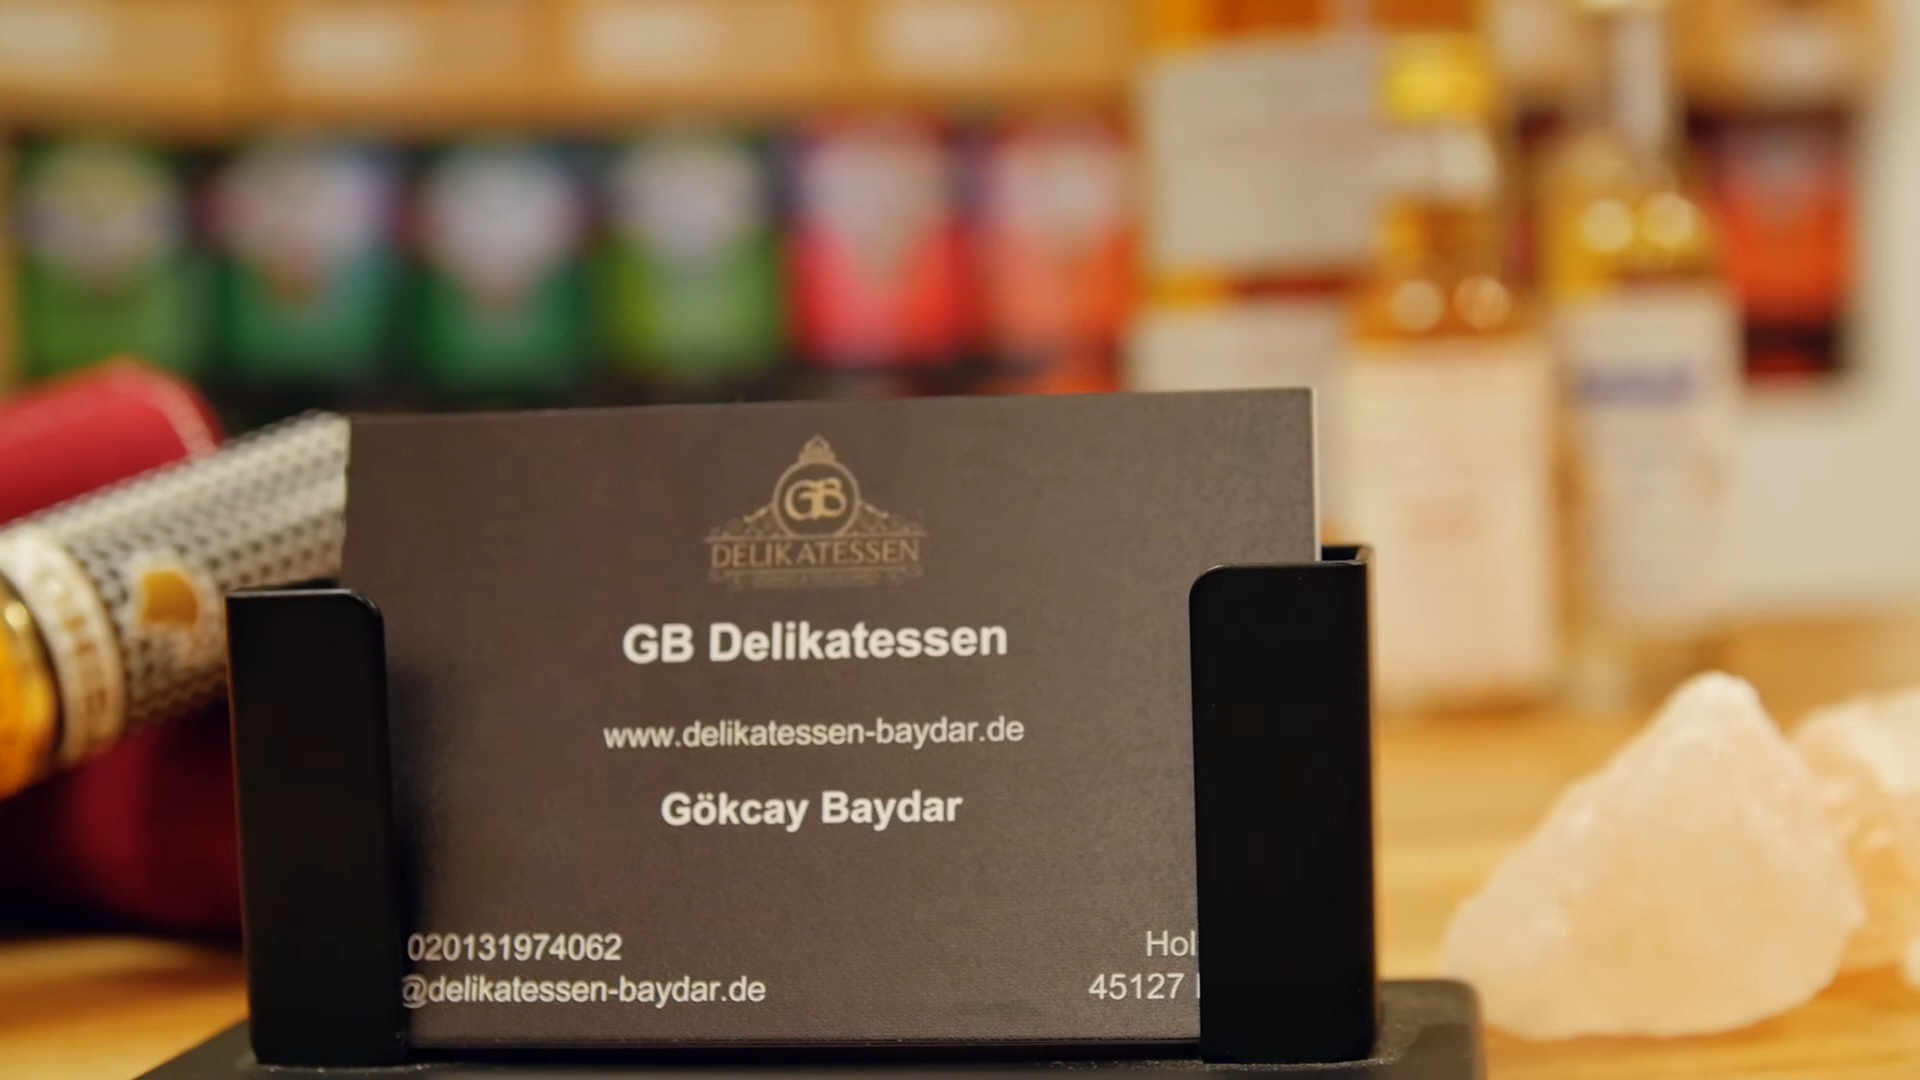 GB
DELIKATESSEN
GB Delikatessen
www.delikatessen-baydar.de
Gökcay Baydar
020131974062
@delikatessen-baydar.de
Hol
45127